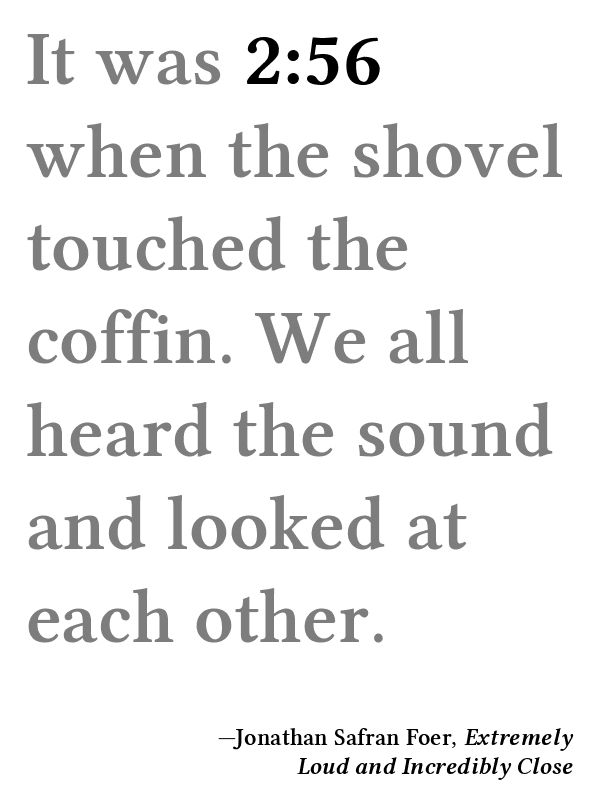 It was 2:56
when the shovel
touched the
coffin. We all
heard the sound
and looked at
each other.
—Jonathan Safran Foer, Extremely
Loud and Incredibly Close